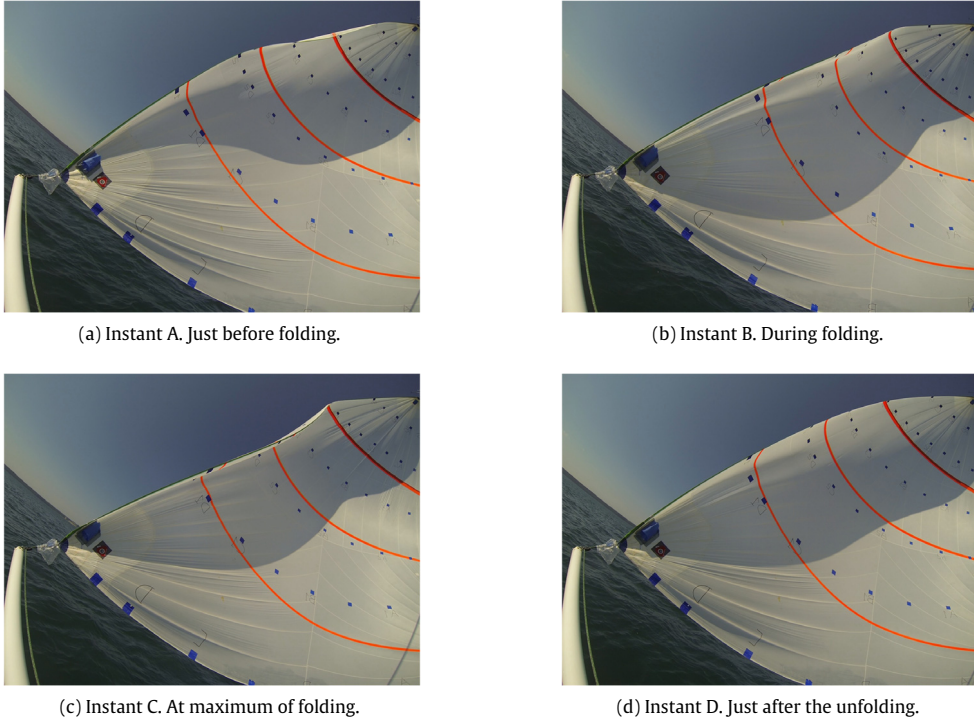 (a) Instant A. Just before folding.
(b) Instant B. During folding.
(c) Instant C. At maximum of folding.
(d) Instant D. Just after the unfolding.